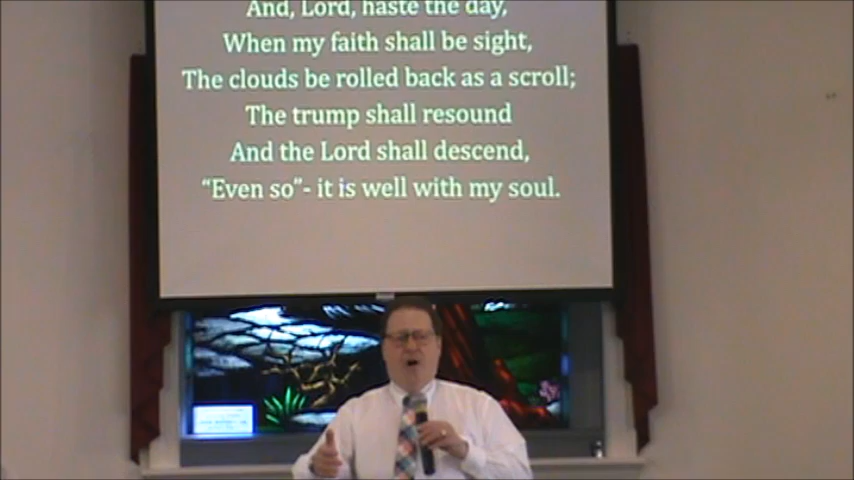 And, Lord, haste the day,
When my faith shall be sight,
The clouds be rolled back as a scroll;
The trump shall resound
And the Lord shall descend,
“Even so”- it is well with my soul.